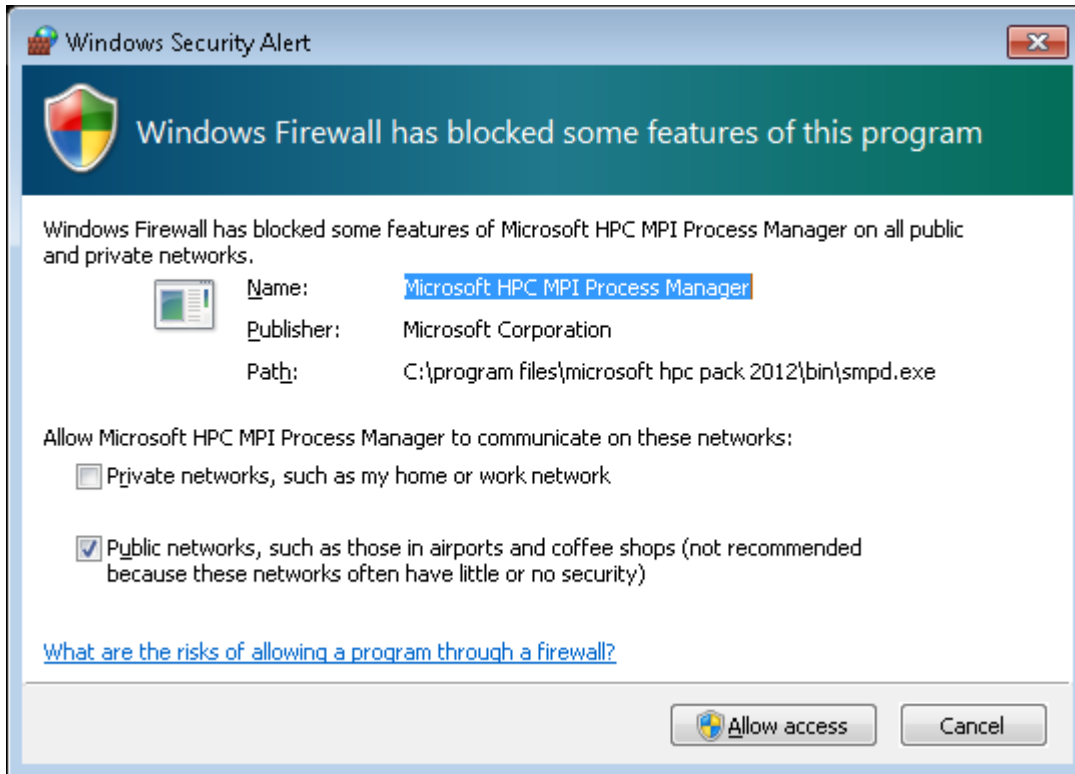 Windows Security Alert
Windows Firewall has blocked some features of this program
Windows Firewall has blocked some features of Microsoft HPC MPI Process Manager on all public
and private networks.
Name: Microsoft HPC MPI Process Manager
Publisher: Microsoft Corporation
Path: C:\program files\microsoft hpc pack 2012\bin\smpd.exe
Allow Microsoft HPC MPI Process Manager to communicate on these networks:
Private networks, such as my home or work network
Public networks, such as those in airports and coffee shops (not recommended
because these networks often have little or no security)
What are the risks of allowing a program through a firewall?
Allow access Cancel